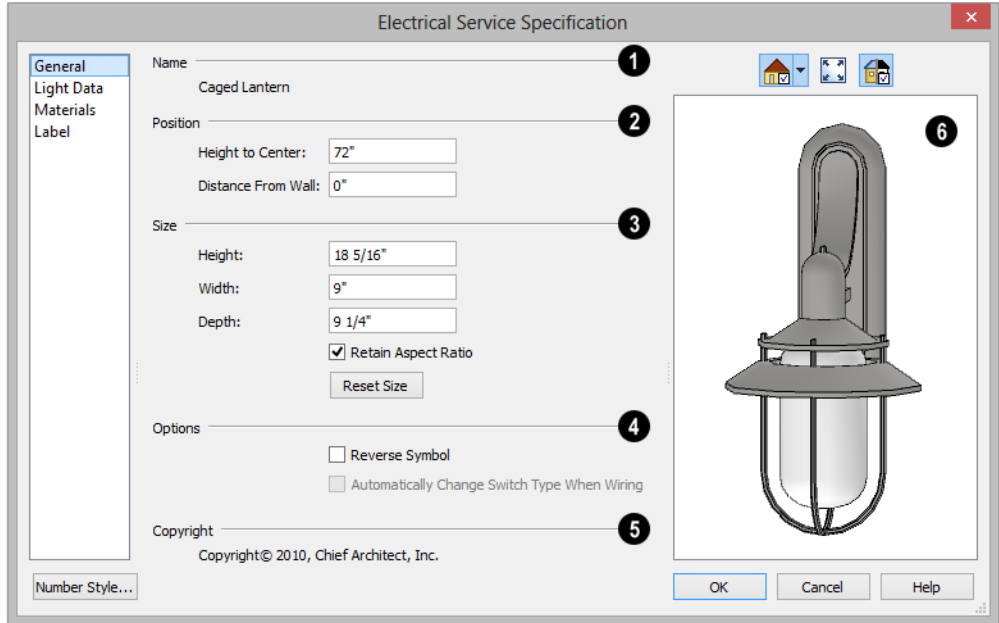 Electrical Service Specification
General
Light Data
Materials
Label
Name 1
Caged Lantern
Position 2
Height to Center: 72"
Distance From Wall: 0"
Size 3
Height: 18 5/16"
Width: 9"
Depth: 9 1/4"
Retain Aspect Ratio
Reset Size
Options 4
Reverse Symbol
Automatically Change Switch Type When Wiring
Copyright 5
Copyright© 2010, Chief Architect, Inc.
6
Number Style...
OK Cancel Help